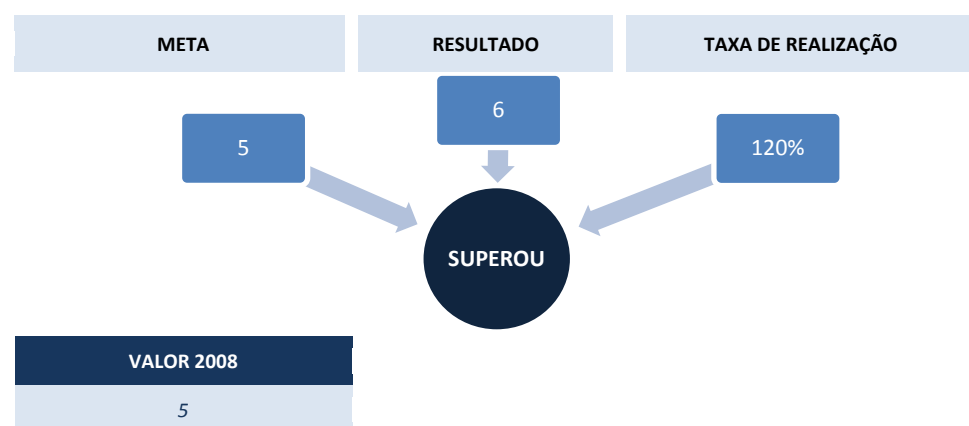 META
RESULTADO
TAXA DE REALIZAÇÃO
5
6
120%
SUPEROU
VALOR 2008
5